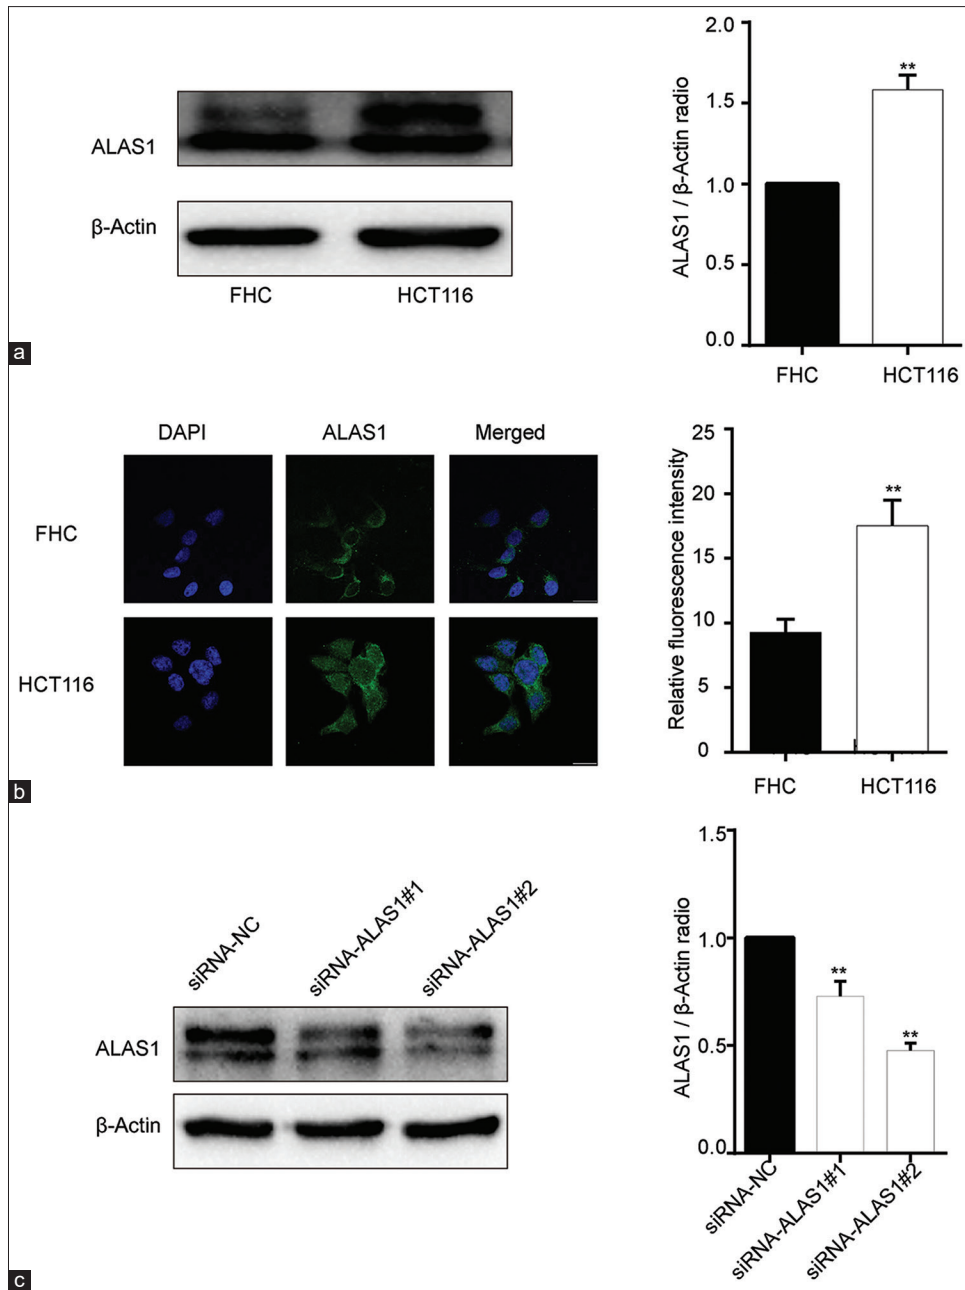 ALAS1
β-Actin
FHC HCT116
ALAS1 / β-Actin radio
2.0
1.5
1.0
0.5
0.0
**
FHC HCT116
a
DAPI ALAS1 Merged
FHC
HCT116
Relative fluorescence intensity
25
20
15
10
5
0
**
FHC HCT116
b
siRNA-NC
siRNA-ALAS1#1
siRNA-ALAS1#2
ALAS1
β-Actin
ALAS1 / β-Actin radio
1.5
1.0
0.5
0.0
**
**
siRNA-NC
siRNA-ALAS1#1
siRNA-ALAS1#2
c